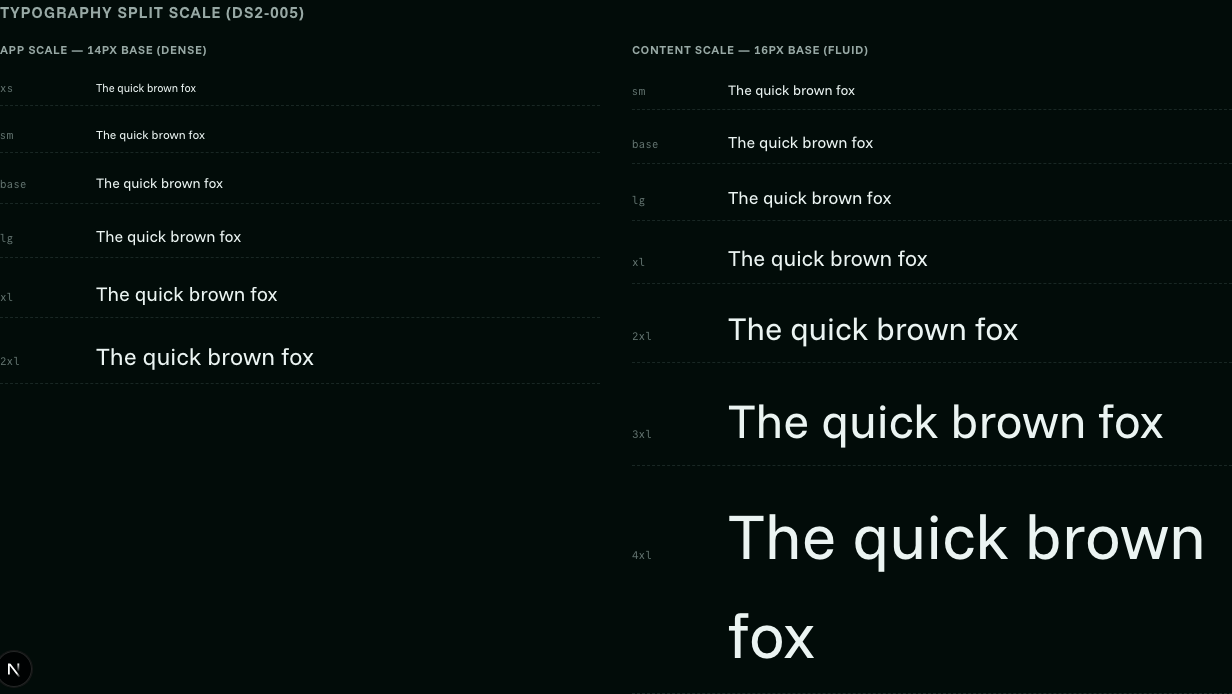 TYPOGRAPHY SPLIT SCALE (DS2-005)
APP SCALE — 14PX BASE (DENSE)
xs The quick brown fox
sm The quick brown fox
base The quick brown fox
lg The quick brown fox
xl The quick brown fox
2xl The quick brown fox
CONTENT SCALE — 16PX BASE (FLUID)
sm The quick brown fox
base The quick brown fox
lg The quick brown fox
xl The quick brown fox
2xl The quick brown fox
3xl The quick brown fox
4xl The quick brown
fox
N